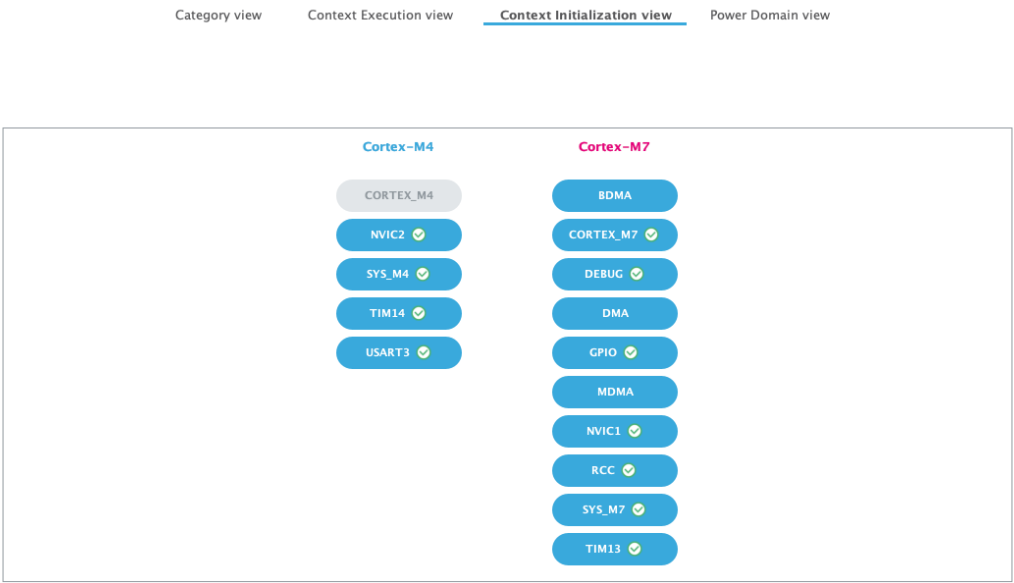 Category view
Context Execution view
Context Initialization view
Power Domain view
Cortex-M4
CORTEX_M4
NVIC2
SYS_M4
TIM14
USART3
Cortex-M7
BDMA
CORTEX_M7
DEBUG
DMA
GPIO
MDMA
NVIC1
RCC
SYS_M7
TIM13